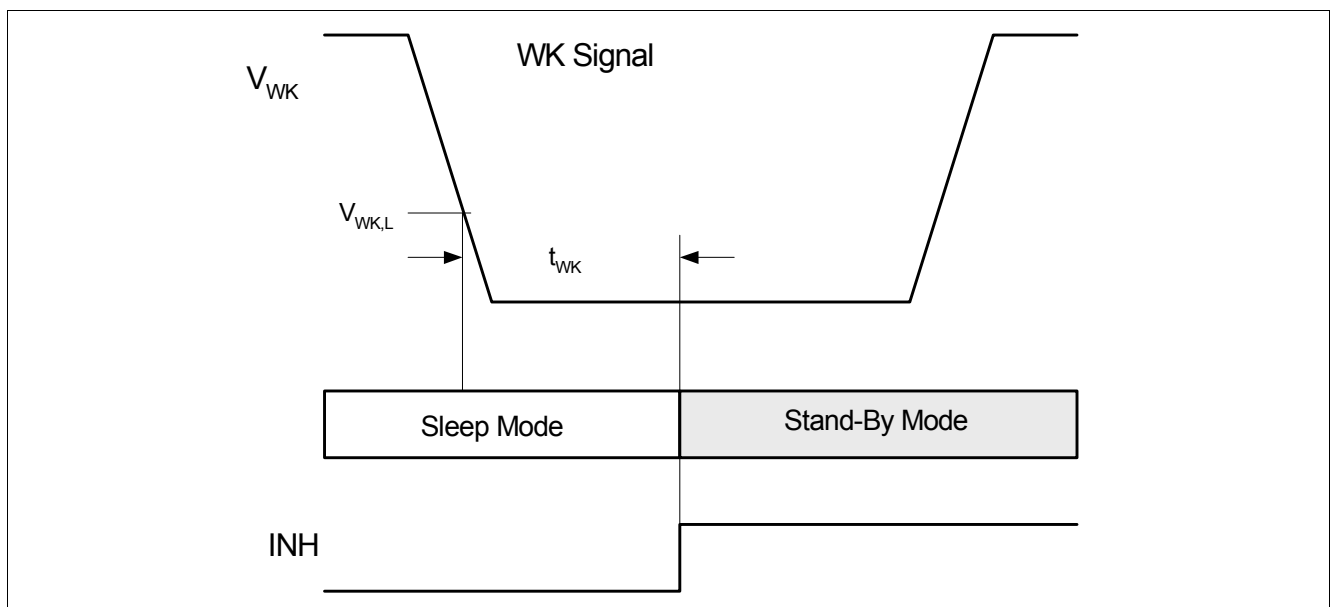 WK Signal
V_WK
V_WK,L
t_WK
Sleep Mode
Stand-By Mode
INH